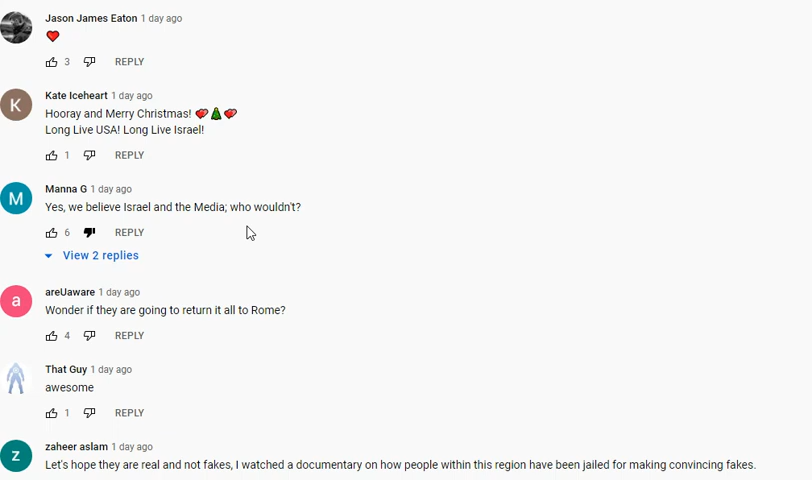 Jason James Eaton 1 day ago
3 REPLY
K
Kate Iceheart 1 day ago
Hooray and Merry Christmas!
Long Live USA! Long Live Israel!
1 REPLY
M
Manna G 1 day ago
Yes, we believe Israel and the Media; who wouldn't?
6 REPLY
View 2 replies
a
areUaware 1 day ago
Wonder if they are going to return it all to Rome?
4 REPLY
That Guy 1 day ago
awesome
1 REPLY
z
zaheer aslam 1 day ago
Let's hope they are real and not fakes, I watched a documentary on how people within this region have been jailed for making convincing fakes.